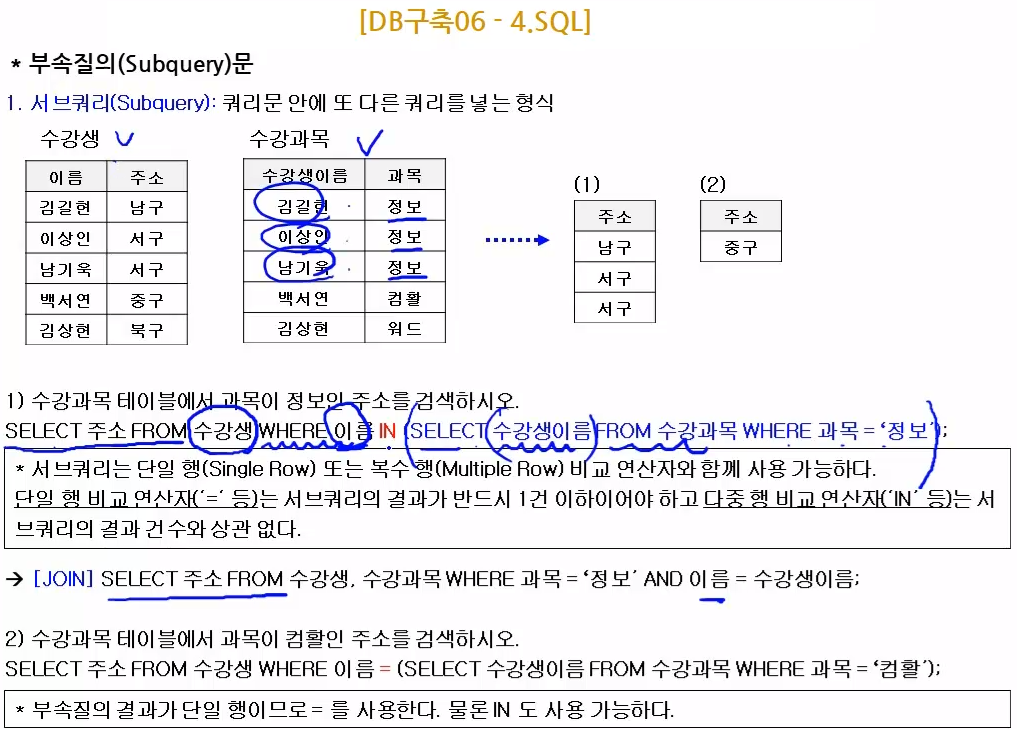 [DB구축06 - 4.SQL]
* 부속질의(Subquery)문
1. 서브쿼리(Subquery): 쿼리문 안에 또 다른 쿼리를 넣는 형식
수강생 수강과목
(1) (2)
이름 주소 수강생이름 과목 주소 주소
김길현 남구 김길현 정보 남구 중구
이상인 서구 이상인 정보 서구
남기욱 서구 남기욱 정보 서구
백서연 중구 백서연 컴활
김상현 북구 김상현 워드
1) 수강과목 테이블에서 과목이 정보인 주소를 검색하시오.
SELECT 주소 FROM 수강생 WHERE 이름 IN (SELECT 수강생이름 FROM 수강과목 WHERE 과목 = ‘정보’);
* 서브쿼리는 단일 행(Single Row) 또는 복수 행(Multiple Row) 비교 연산자와 함께 사용 가능하다.
단일 행 비교 연산자(‘=’ 등)는 서브쿼리의 결과가 반드시 1건 이하이어야 하고 다중 행 비교 연산자(‘IN’ 등)는 서
브쿼리의 결과 건수와 상관 없다.
→ [JOIN] SELECT 주소 FROM 수강생, 수강과목 WHERE 과목 = ‘정보’ AND 이름 = 수강생이름;
2) 수강과목 테이블에서 과목이 컴활인 주소를 검색하시오.
SELECT 주소 FROM 수강생 WHERE 이름 = (SELECT 수강생이름 FROM 수강과목 WHERE 과목 = ‘컴활’);
* 부속질의 결과가 단일 행이므로 = 를 사용한다. 물론 IN 도 사용 가능하다.